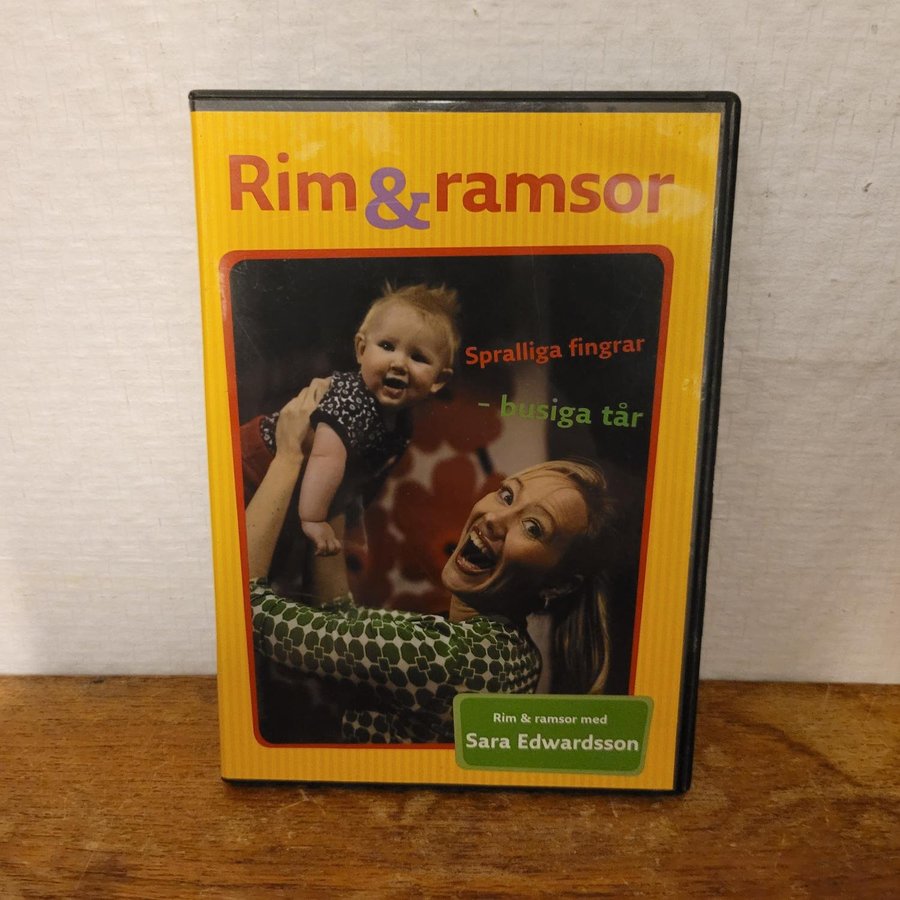 Rim & ramsor
Spralliga fingrar
- busiga tår
Rim & ramsor med
Sara Edwardsson